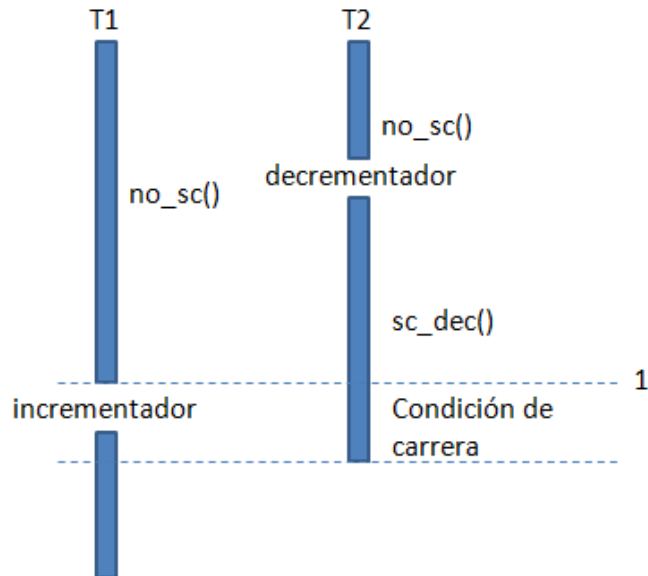 T1
T2
no_sc()
decrementador
no_sc()
sc_dec()
1
incrementador
Condición de
carrera